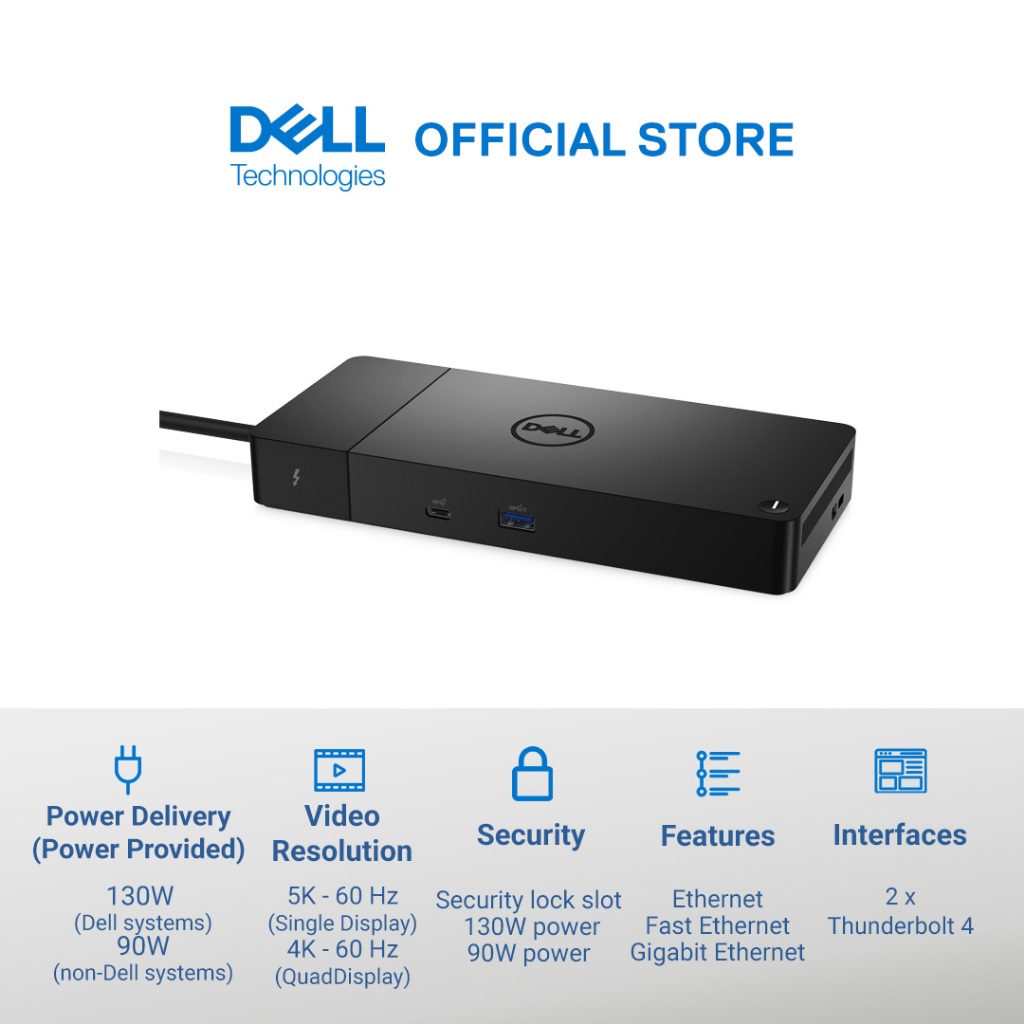 DELL
Technologies
OFFICIAL STORE
DELL
Power Delivery
(Power Provided)
130W
(Dell systems)
90W
(non-Dell systems)
Video
Resolution
5K - 60 Hz
(Single Display)
4K - 60 Hz
(QuadDisplay)
Security
Security lock slot
130W power
90W power
Features
Ethernet
Fast Ethernet
Gigabit Ethernet
Interfaces
2 x
Thunderbolt 4